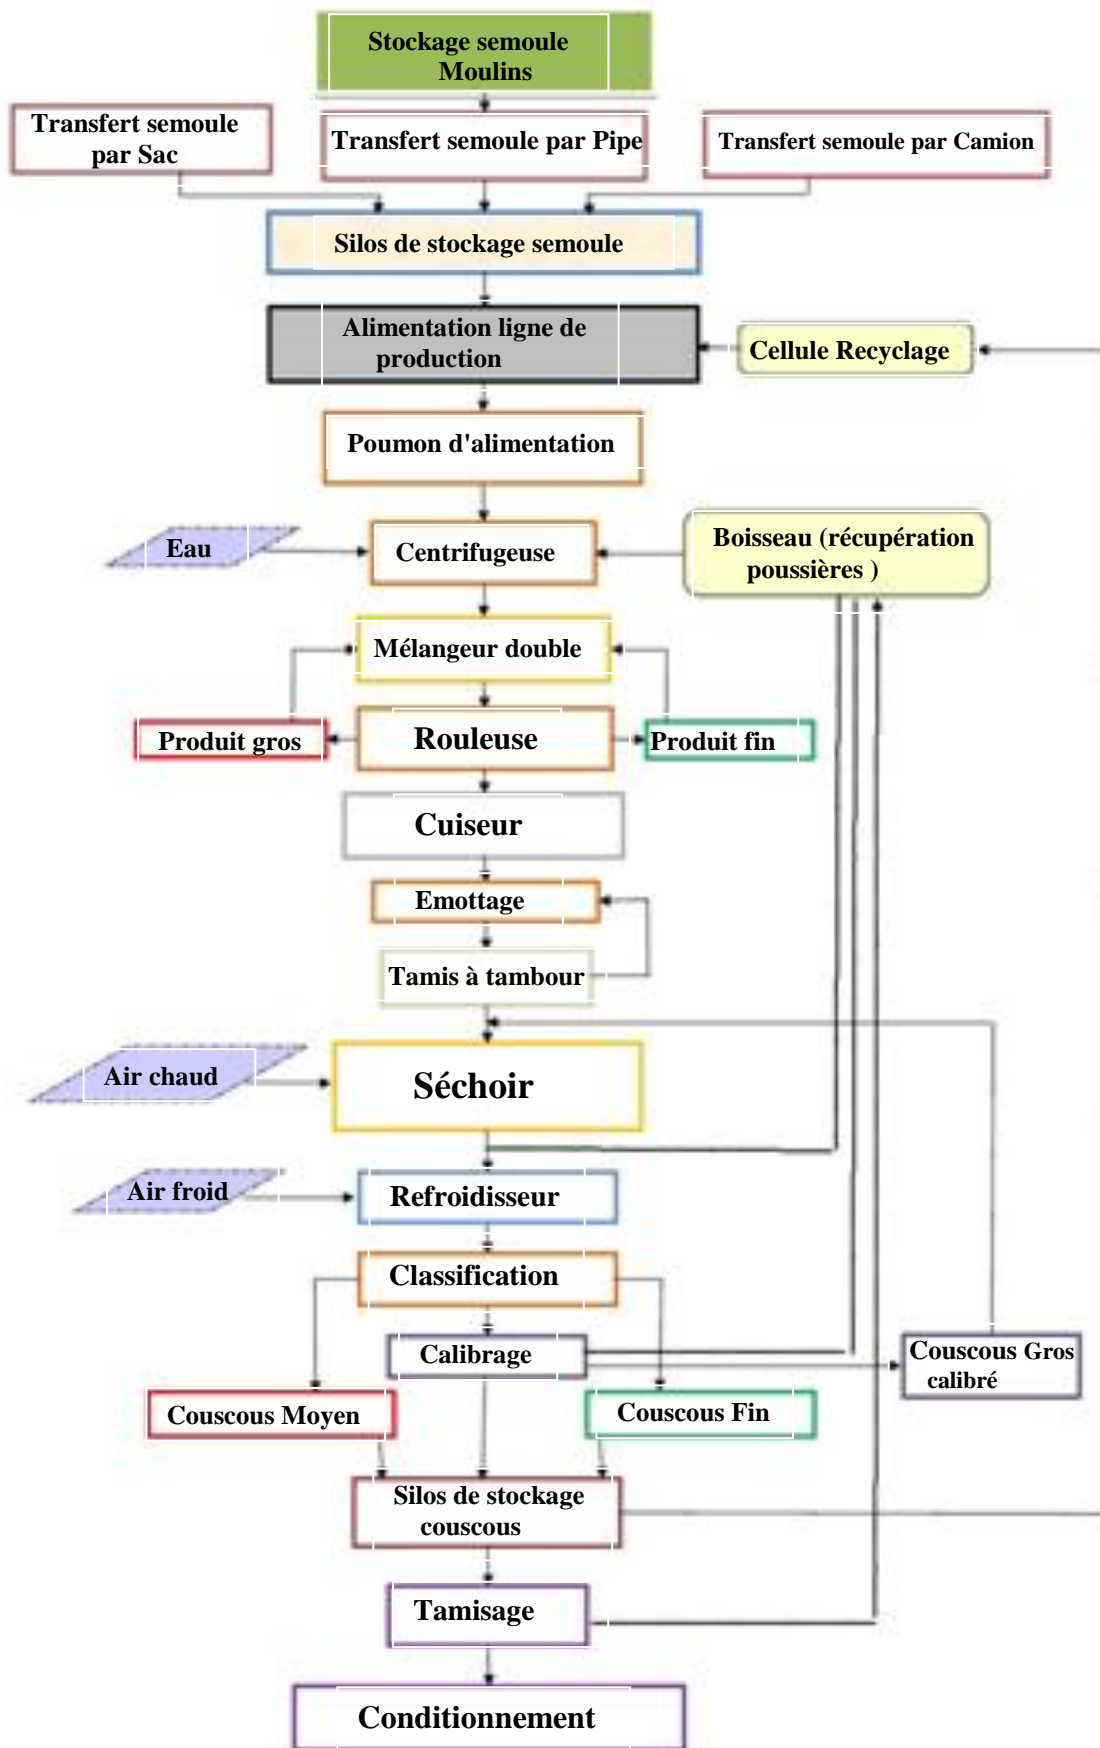 Stockage semoule
Moulins
Transfert semoule
par Sac
Transfert semoule par Pipe
Transfert semoule par Camion
Silos de stockage semoule
Alimentation ligne de
production
Cellule Recyclage
Poumon d'alimentation
Eau
Centrifugeuse
Boisseau (récupération
poussières )
Mélangeur double
Produit gros
Rouleuse
Produit fin
Cuiseur
Emottage
Tamis à tambour
Air chaud
Séchoir
Air froid
Refroidisseur
Classification
Calibrage
Couscous Gros
calibré
Couscous Moyen
Couscous Fin
Silos de stockage
couscous
Tamisage
Conditionnement